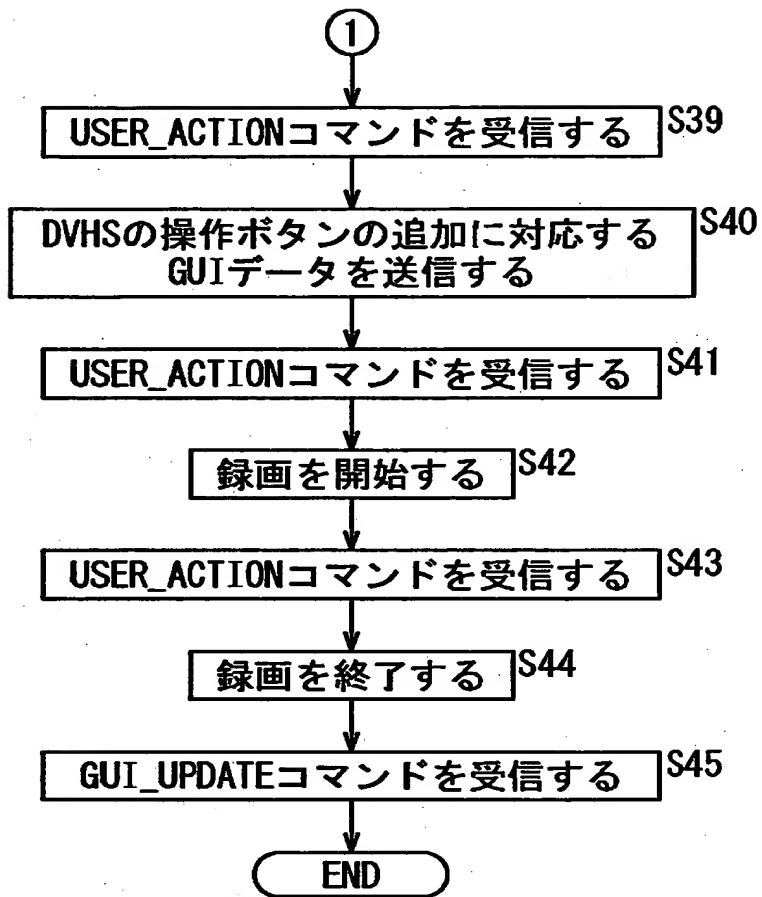 1
USER_ACTIONコマンドを受信する S39
DVHSの操作ボタンの追加に対応する S40
GUIデータを送信する
USER_ACTIONコマンドを受信する S41
録画を開始する S42
USER_ACTIONコマンドを受信する S43
録画を終了する S44
GUI_UPDATEコマンドを受信する S45
END